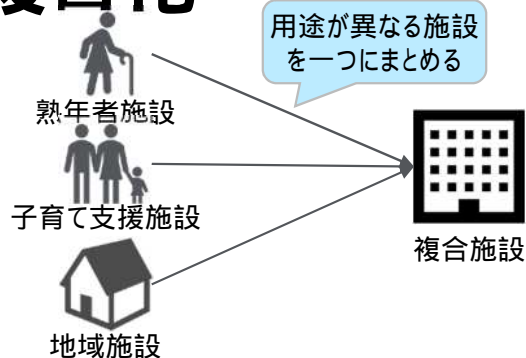 用途が異なる施設
を一つにまとめる
熟年者施設
子育て支援施設
複合施設
地域施設